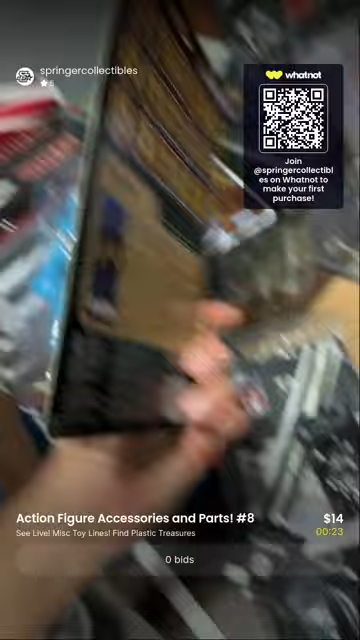 springercollectibles
★5
whatnot
Join
@springercollectibl
es on Whatnot to
make your first
purchase!
Action Figure Accessories and Parts! #8
$14
See Live! Misc Toy Lines! Find Plastic Treasures
00:23
0 bids